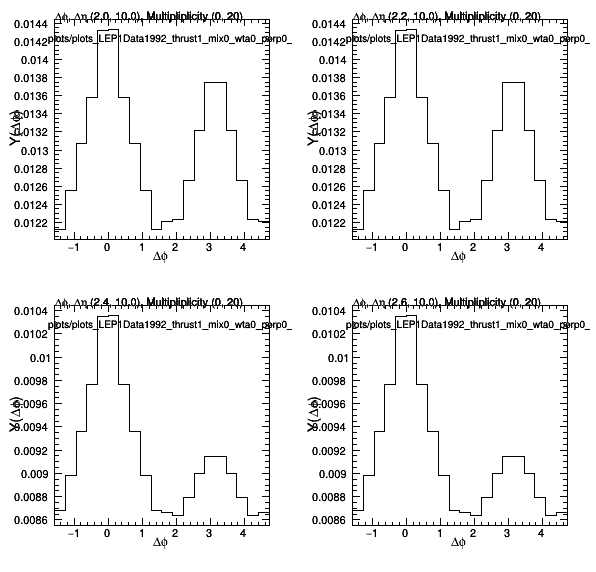 Δφ, Δη (2.0, 10.0), Multipliplicity (0, 20)
plots/plots_LEP1Data1992_thrust1_mix0_wta0_perp0_
Y(Δφ)
0.0144
0.0142
0.014
0.0138
0.0136
0.0134
0.0132
0.013
0.0128
0.0126
0.0124
0.0122
−1 0 1 2 3 4
Δφ
Δφ, Δη (2.2, 10.0), Multipliplicity (0, 20)
plots/plots_LEP1Data1992_thrust1_mix0_wta0_perp0_
Y(Δφ)
0.0144
0.0142
0.014
0.0138
0.0136
0.0134
0.0132
0.013
0.0128
0.0126
0.0124
0.0122
−1 0 1 2 3 4
Δφ
Δφ, Δη (2.4, 10.0), Multipliplicity (0, 20)
plots/plots_LEP1Data1992_thrust1_mix0_wta0_perp0_
Y(Δφ)
0.0104
0.0102
0.01
0.0098
0.0096
0.0094
0.0092
0.009
0.0088
0.0086
−1 0 1 2 3 4
Δφ
Δφ, Δη (2.6, 10.0), Multipliplicity (0, 20)
plots/plots_LEP1Data1992_thrust1_mix0_wta0_perp0_
Y(Δφ)
0.0104
0.0102
0.01
0.0098
0.0096
0.0094
0.0092
0.009
0.0088
0.0086
−1 0 1 2 3 4
Δφ